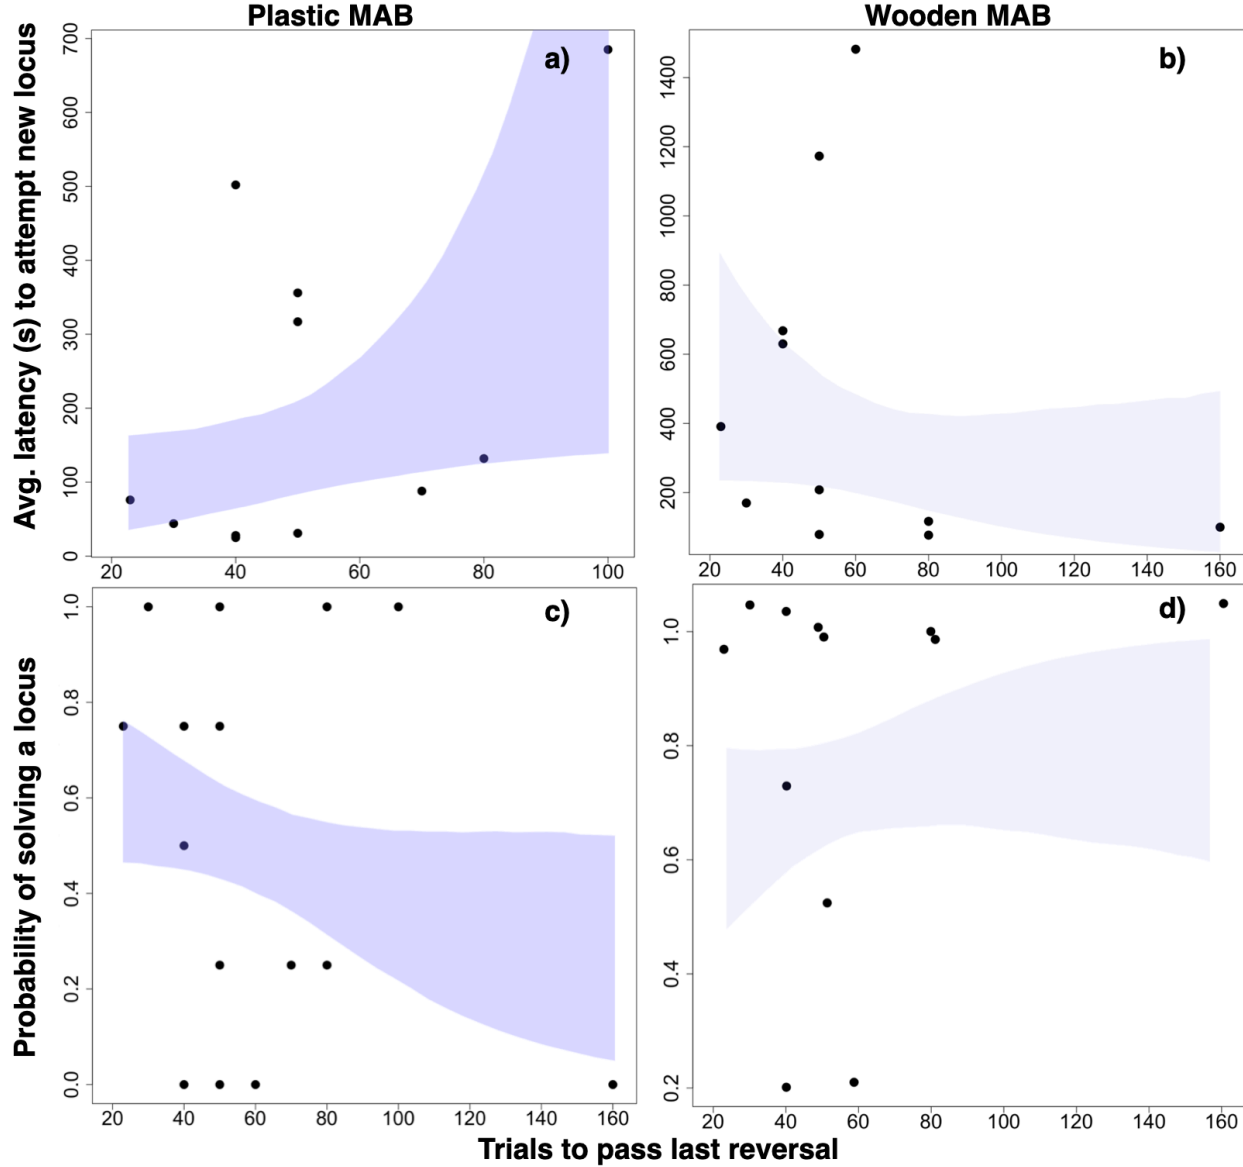 Plastic MAB
Wooden MAB
Avg. latency (s) to attempt new locus
a)
0 100 200 300 400 500 600 700
20 40 60 80 100
b)
200 400 600 800 1000 1200 1400
20 40 60 80 100 120 140 160
Probability of solving a locus
c)
0.0 0.2 0.4 0.6 0.8 1.0
20 40 60 80 100 120 140 160
d)
0.2 0.4 0.6 0.8 1.0
20 40 60 80 100 120 140 160
Trials to pass last reversal